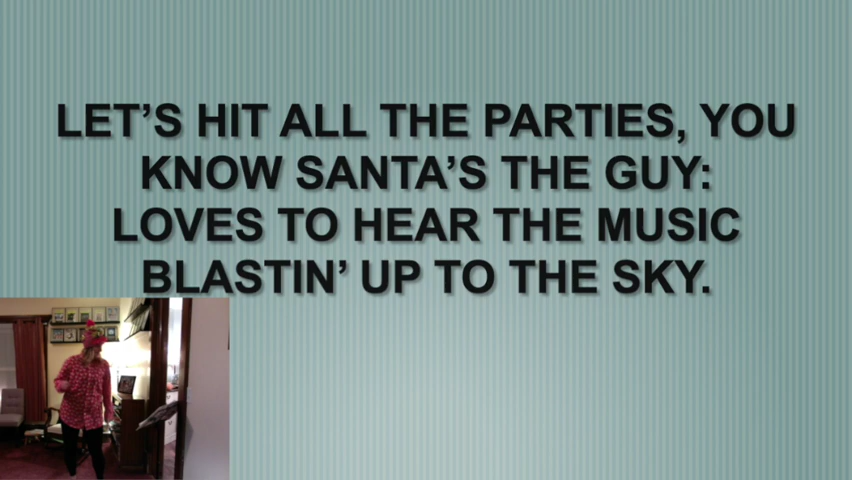 LET’S HIT ALL THE PARTIES, YOU
KNOW SANTA’S THE GUY:
LOVES TO HEAR THE MUSIC
BLASTIN’ UP TO THE SKY.